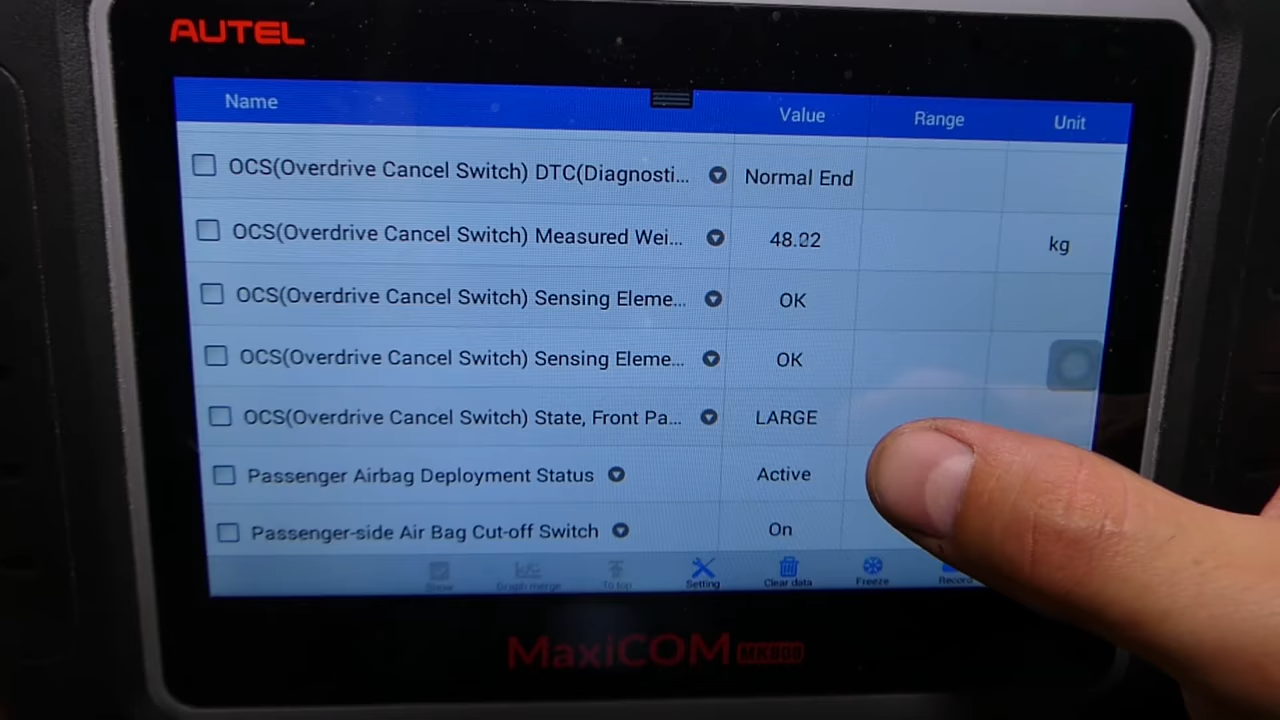 AUTEL
Name Value Range Unit
OCS(Overdrive Cancel Switch) DTC(Diagnosti... Normal End
OCS(Overdrive Cancel Switch) Measured Wei... 48.22 kg
OCS(Overdrive Cancel Switch) Sensing Eleme... OK
OCS(Overdrive Cancel Switch) Sensing Eleme... OK
OCS(Overdrive Cancel Switch) State, Front Pa... LARGE
Passenger Airbag Deployment Status Active
Passenger-side Air Bag Cut-off Switch On
Show Graph merge To top Setting Clear data Freeze Record
MaxiCOM MK808